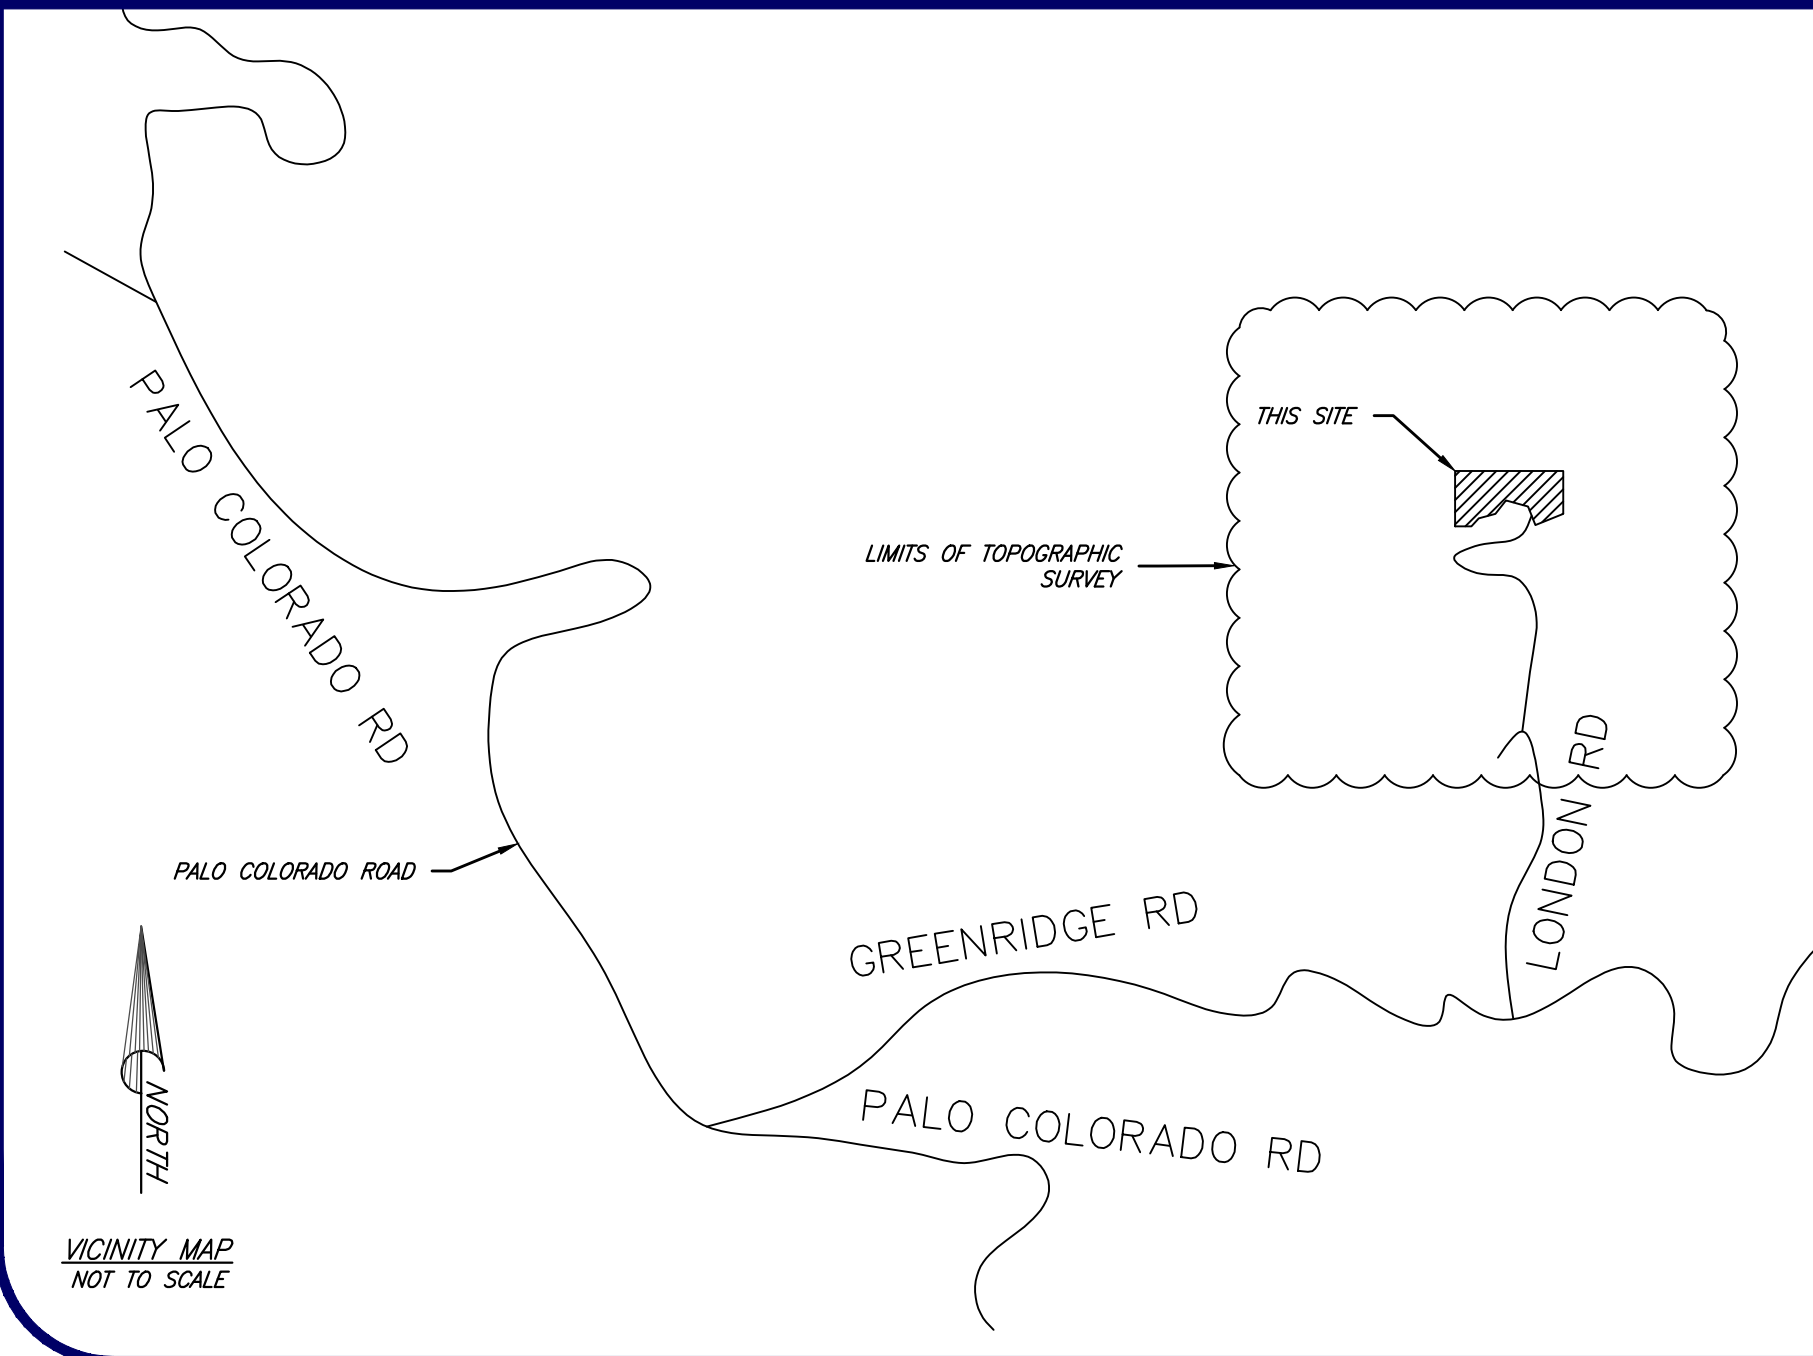 PALO COLORADO RD
THIS SITE
LIMITS OF TOPOGRAPHIC
SURVEY
LONDON RD
PALO COLORADO ROAD
GREENRIDGE RD
PALO COLORADO RD
NORTH
VICINITY MAP
NOT TO SCALE